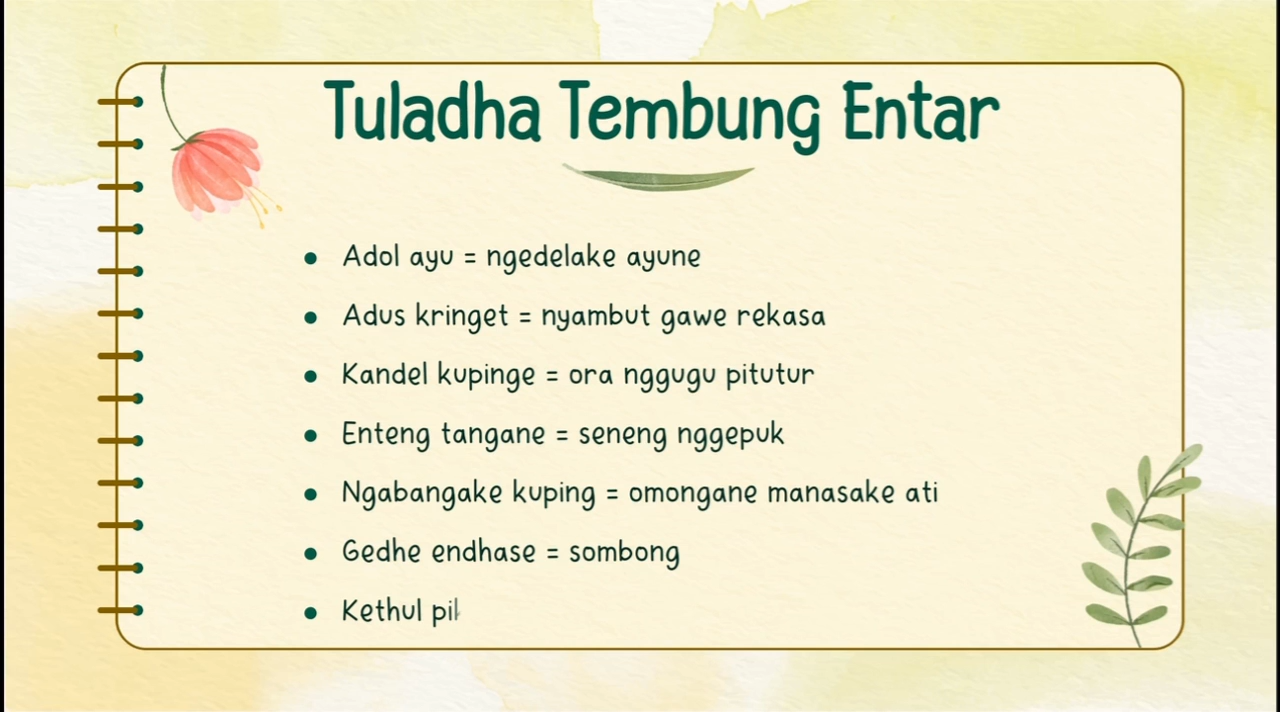 Tuladha Tembung Entar
• Adol ayu = ngedelake ayune
• Adus kringet = nyambut gawe rekasa
• Kandel kupinge = ora nggugu pitutur
• Enteng tangane = seneng nggepuk
• Ngabangake kuping = omongane manasake ati
• Gedhe endhase = sombong
• Kethul pil